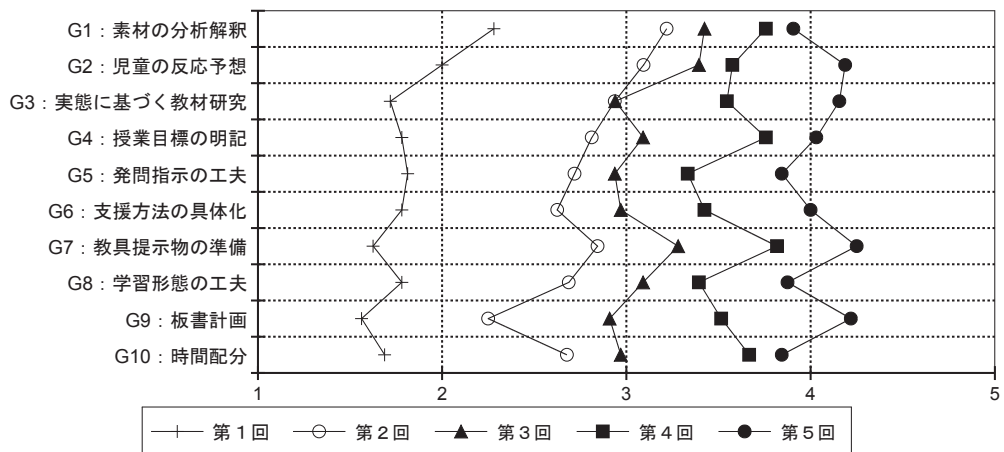 G1：素材の分析解釈
G2：児童の反応予想
G3：実態に基づく教材研究
G4：授業目標の明記
G5：発問指示の工夫
G6：支援方法の具体化
G7：教具提示物の準備
G8：学習形態の工夫
G9：板書計画
G10：時間配分
1 2 3 4 5
第１回 第２回 第３回 第４回 第５回